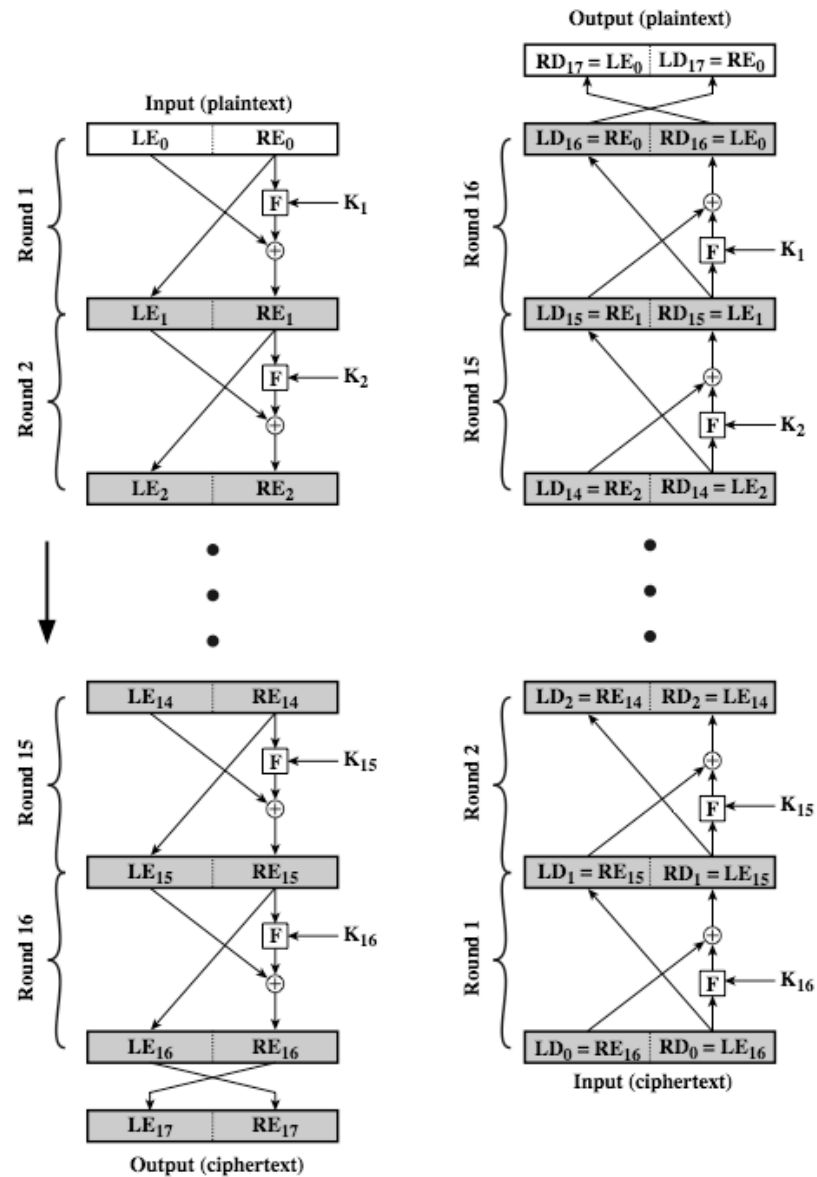 Input (plaintext)
LE₀ RE₀
Round 1
F K₁
+
LE₁ RE₁
Round 2
F K₂
+
LE₂ RE₂
LE₁₄ RE₁₄
Round 15
F K₁₅
+
LE₁₅ RE₁₅
Round 16
F K₁₆
+
LE₁₆ RE₁₆
LE₁₇ RE₁₇
Output (ciphertext)
Output (plaintext)
RD₁₇ = LE₀ LD₁₇ = RE₀
LD₁₆ = RE₀ RD₁₆ = LE₀
Round 16
+
F K₁
LD₁₅ = RE₁ RD₁₅ = LE₁
Round 15
+
F K₂
LD₁₄ = RE₂ RD₁₄ = LE₂
LD₂ = RE₁₄ RD₂ = LE₁₄
Round 2
+
F K₁₅
LD₁ = RE₁₅ RD₁ = LE₁₅
Round 1
+
F K₁₆
LD₀ = RE₁₆ RD₀ = LE₁₆
Input (ciphertext)